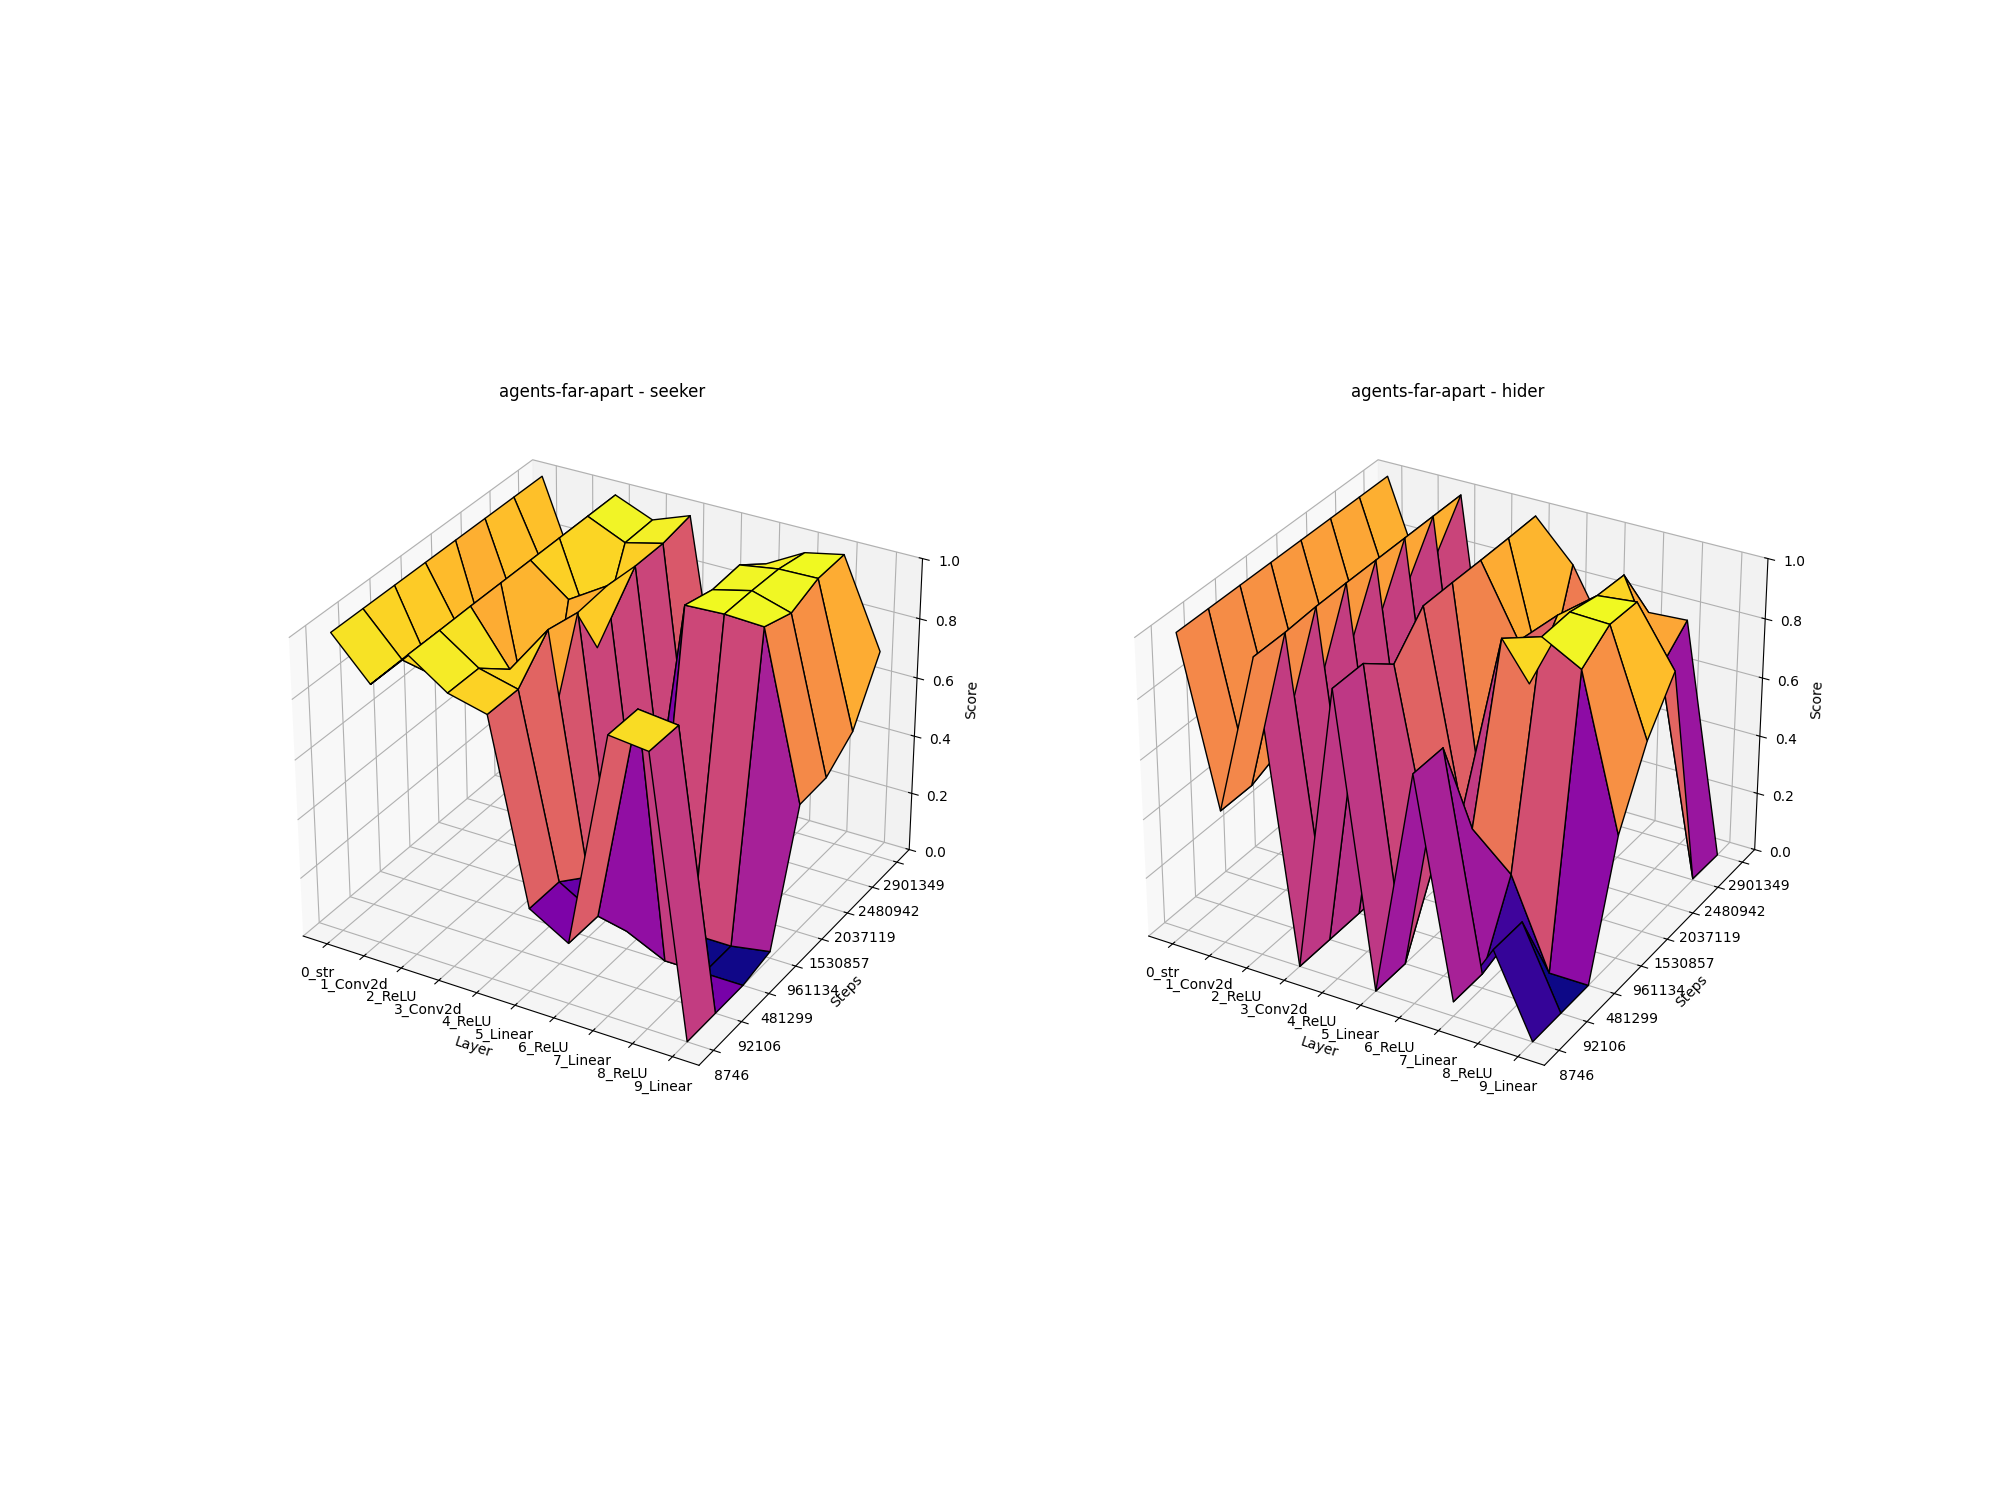 agents-far-apart - seeker
1.0
0.8
0.6
0.4
0.2
0.0
Score
2901349
2480942
2037119
1530857
961134
481299
92106
8746
Steps
0_str
1_Conv2d
2_ReLU
3_Conv2d
4_ReLU
5_Linear
6_ReLU
7_Linear
8_ReLU
9_Linear
Layer
agents-far-apart - hider
1.0
0.8
0.6
0.4
0.2
0.0
Score
2901349
2480942
2037119
1530857
961134
481299
92106
8746
Steps
0_str
1_Conv2d
2_ReLU
3_Conv2d
4_ReLU
5_Linear
6_ReLU
7_Linear
8_ReLU
9_Linear
Layer